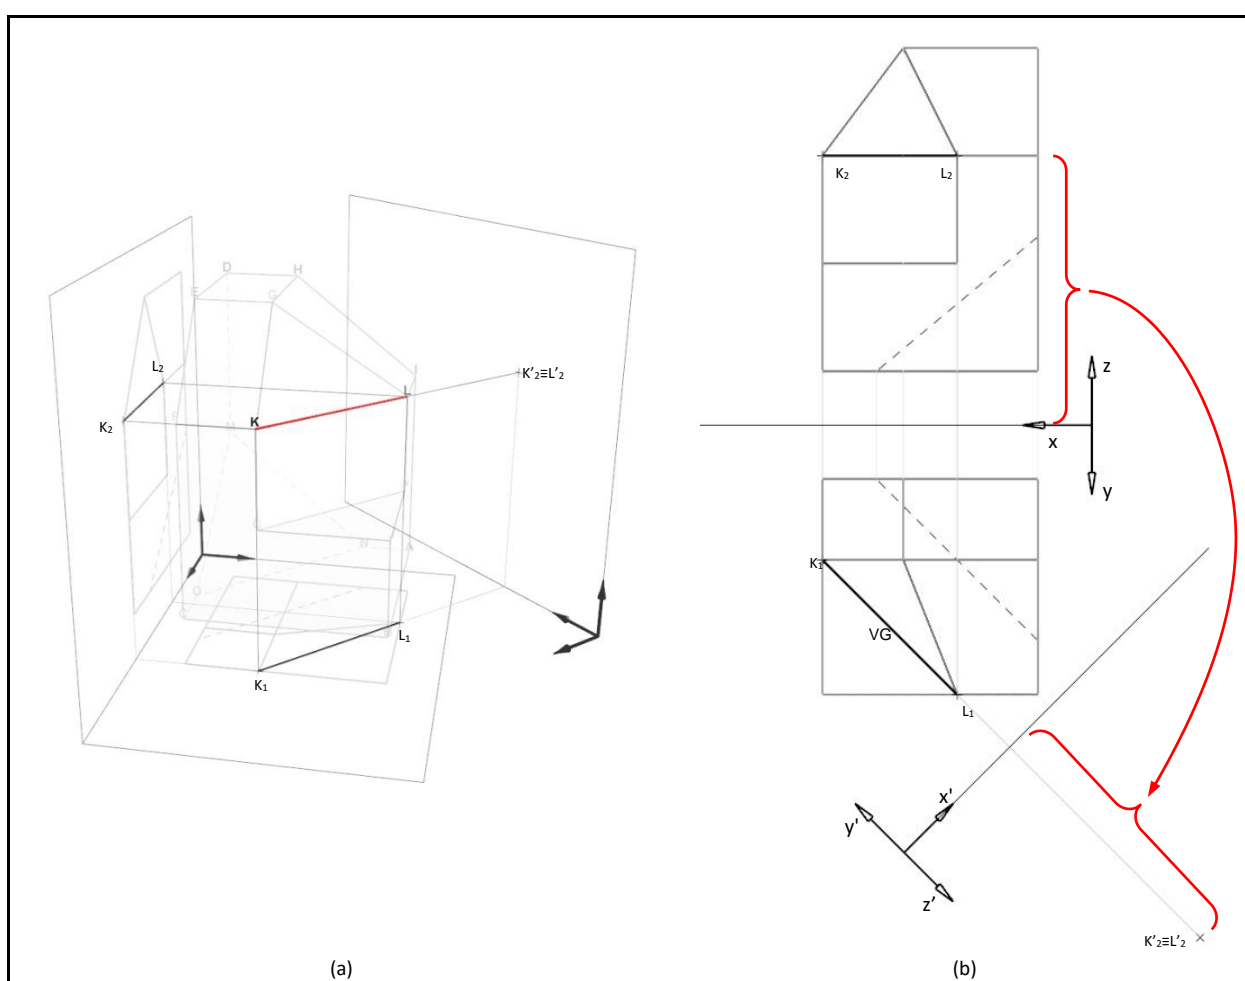 D
H
E
G
L₂
I
K'₂≡L'₂
L
K₂
K
M
N
A
L₁
K₁
(a)
K₂
L₂
z
x
y
K₁
VG
L₁
x'
y'
z'
K'₂≡L'₂
(b)